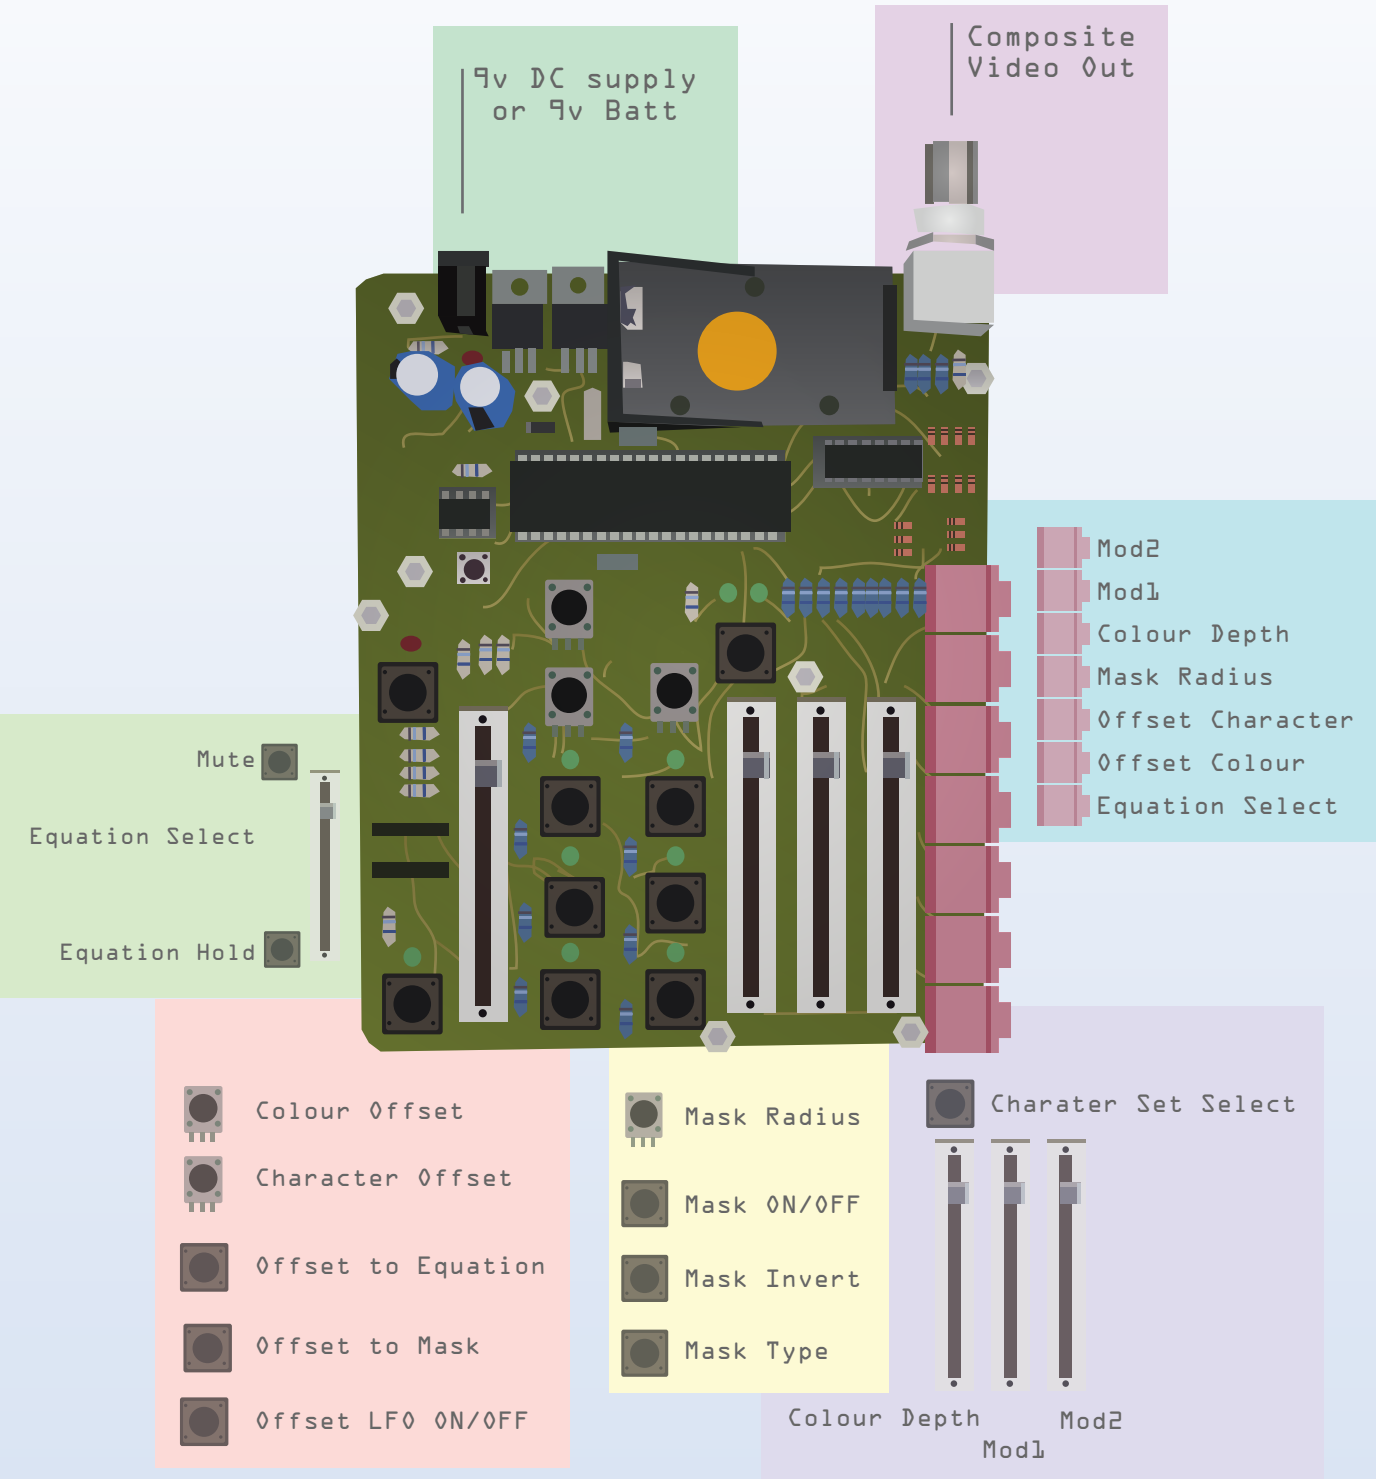 9v DC supply
or 9v Batt
Composite
Video Out
Mod2
Mod1
Colour Depth
Mask Radius
Offset Character
Offset Colour
Equation Select
Mute
Equation Select
Equation Hold
Colour Offset
Character Offset
Offset to Equation
Offset to Mask
Offset LFO ON/OFF
Mask Radius
Mask ON/OFF
Mask Invert
Mask Type
Charater Set Select
Colour Depth
Mod1
Mod2